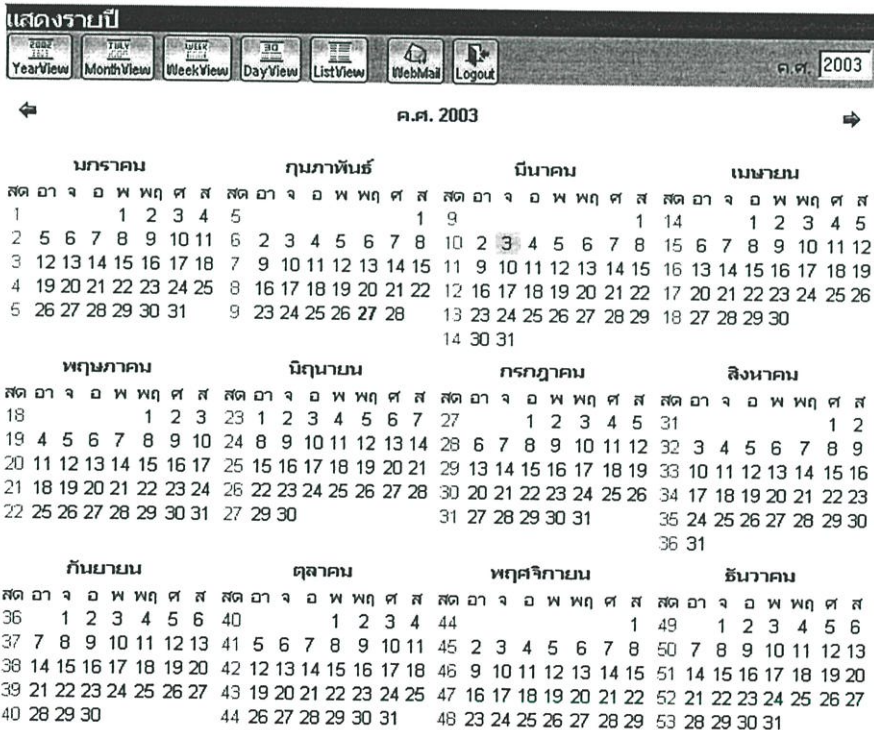 แสดงรายปี
YearView MonthView WeekView DayView ListView WebMail Logout ค.ศ. 2003
ค.ศ. 2003
มกราคม กุมภาพันธ์ มีนาคม เมษายน
สด อา จ อ พ พฤ ศ ส สด อา จ อ พ พฤ ศ ส สด อา จ อ พ พฤ ศ ส สด อา จ อ พ พฤ ศ ส
1 1 2 3 4 5 1 9 1 14 1 2 3 4 5
2 5 6 7 8 9 10 11 6 2 3 4 5 6 7 8 10 2 3 4 5 6 7 8 15 6 7 8 9 10 11 12
3 12 13 14 15 16 17 18 7 9 10 11 12 13 14 15 11 9 10 11 12 13 14 15 16 13 14 15 16 17 18 19
4 19 20 21 22 23 24 25 8 16 17 18 19 20 21 22 12 16 17 18 19 20 21 22 17 20 21 22 23 24 25 26
5 26 27 28 29 30 31 9 23 24 25 26 27 28 13 23 24 25 26 27 28 29 18 27 28 29 30
14 30 31
พฤษภาคม มิถุนายน กรกฎาคม สิงหาคม
สด อา จ อ พ พฤ ศ ส สด อา จ อ พ พฤ ศ ส สด อา จ อ พ พฤ ศ ส สด อา จ อ พ พฤ ศ ส
18 1 2 3 23 1 2 3 4 5 6 7 27 1 2 3 4 5 31 1 2
19 4 5 6 7 8 9 10 24 8 9 10 11 12 13 14 28 6 7 8 9 10 11 12 32 3 4 5 6 7 8 9
20 11 12 13 14 15 16 17 25 15 16 17 18 19 20 21 29 13 14 15 16 17 18 19 33 10 11 12 13 14 15 16
21 18 19 20 21 22 23 24 26 22 23 24 25 26 27 28 30 20 21 22 23 24 25 26 34 17 18 19 20 21 22 23
22 25 26 27 28 29 30 31 27 29 30 31 27 28 29 30 31 35 24 25 26 27 28 29 30
36 31
กันยายน ตุลาคม พฤศจิกายน ธันวาคม
สด อา จ อ พ พฤ ศ ส สด อา จ อ พ พฤ ศ ส สด อา จ อ พ พฤ ศ ส สด อา จ อ พ พฤ ศ ส
36 1 2 3 4 5 6 40 1 2 3 4 44 1 49 1 2 3 4 5 6
37 7 8 9 10 11 12 13 41 5 6 7 8 9 10 11 45 2 3 4 5 6 7 8 50 7 8 9 10 11 12 13
38 14 15 16 17 18 19 20 42 12 13 14 15 16 17 18 46 9 10 11 12 13 14 15 51 14 15 16 17 18 19 20
39 21 22 23 24 25 26 27 43 19 20 21 22 23 24 25 47 16 17 18 19 20 21 22 52 21 22 23 24 25 26 27
40 28 29 30 44 26 27 28 29 30 31 48 23 24 25 26 27 28 29 53 28 29 30 31